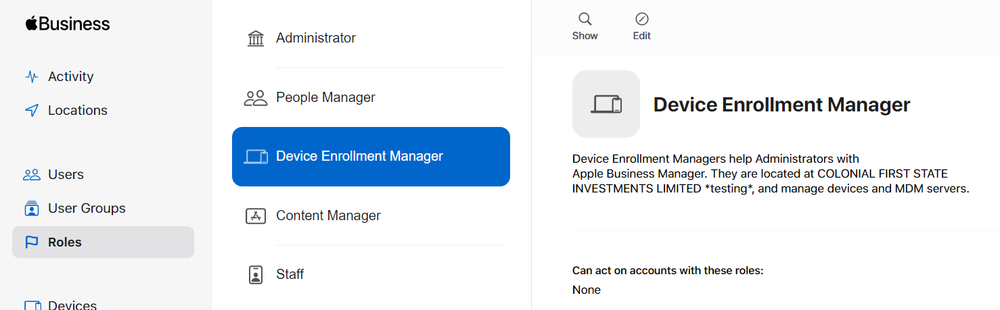 Business
Activity
Locations
Users
User Groups
Roles
Devices
Administrator
People Manager
Device Enrollment Manager
Content Manager
Staff
Show
Edit
Device Enrollment Manager
Device Enrollment Managers help Administrators with
Apple Business Manager. They are located at COLONIAL FIRST STATE
INVESTMENTS LIMITED *testing*, and manage devices and MDM servers.
Can act on accounts with these roles:
None